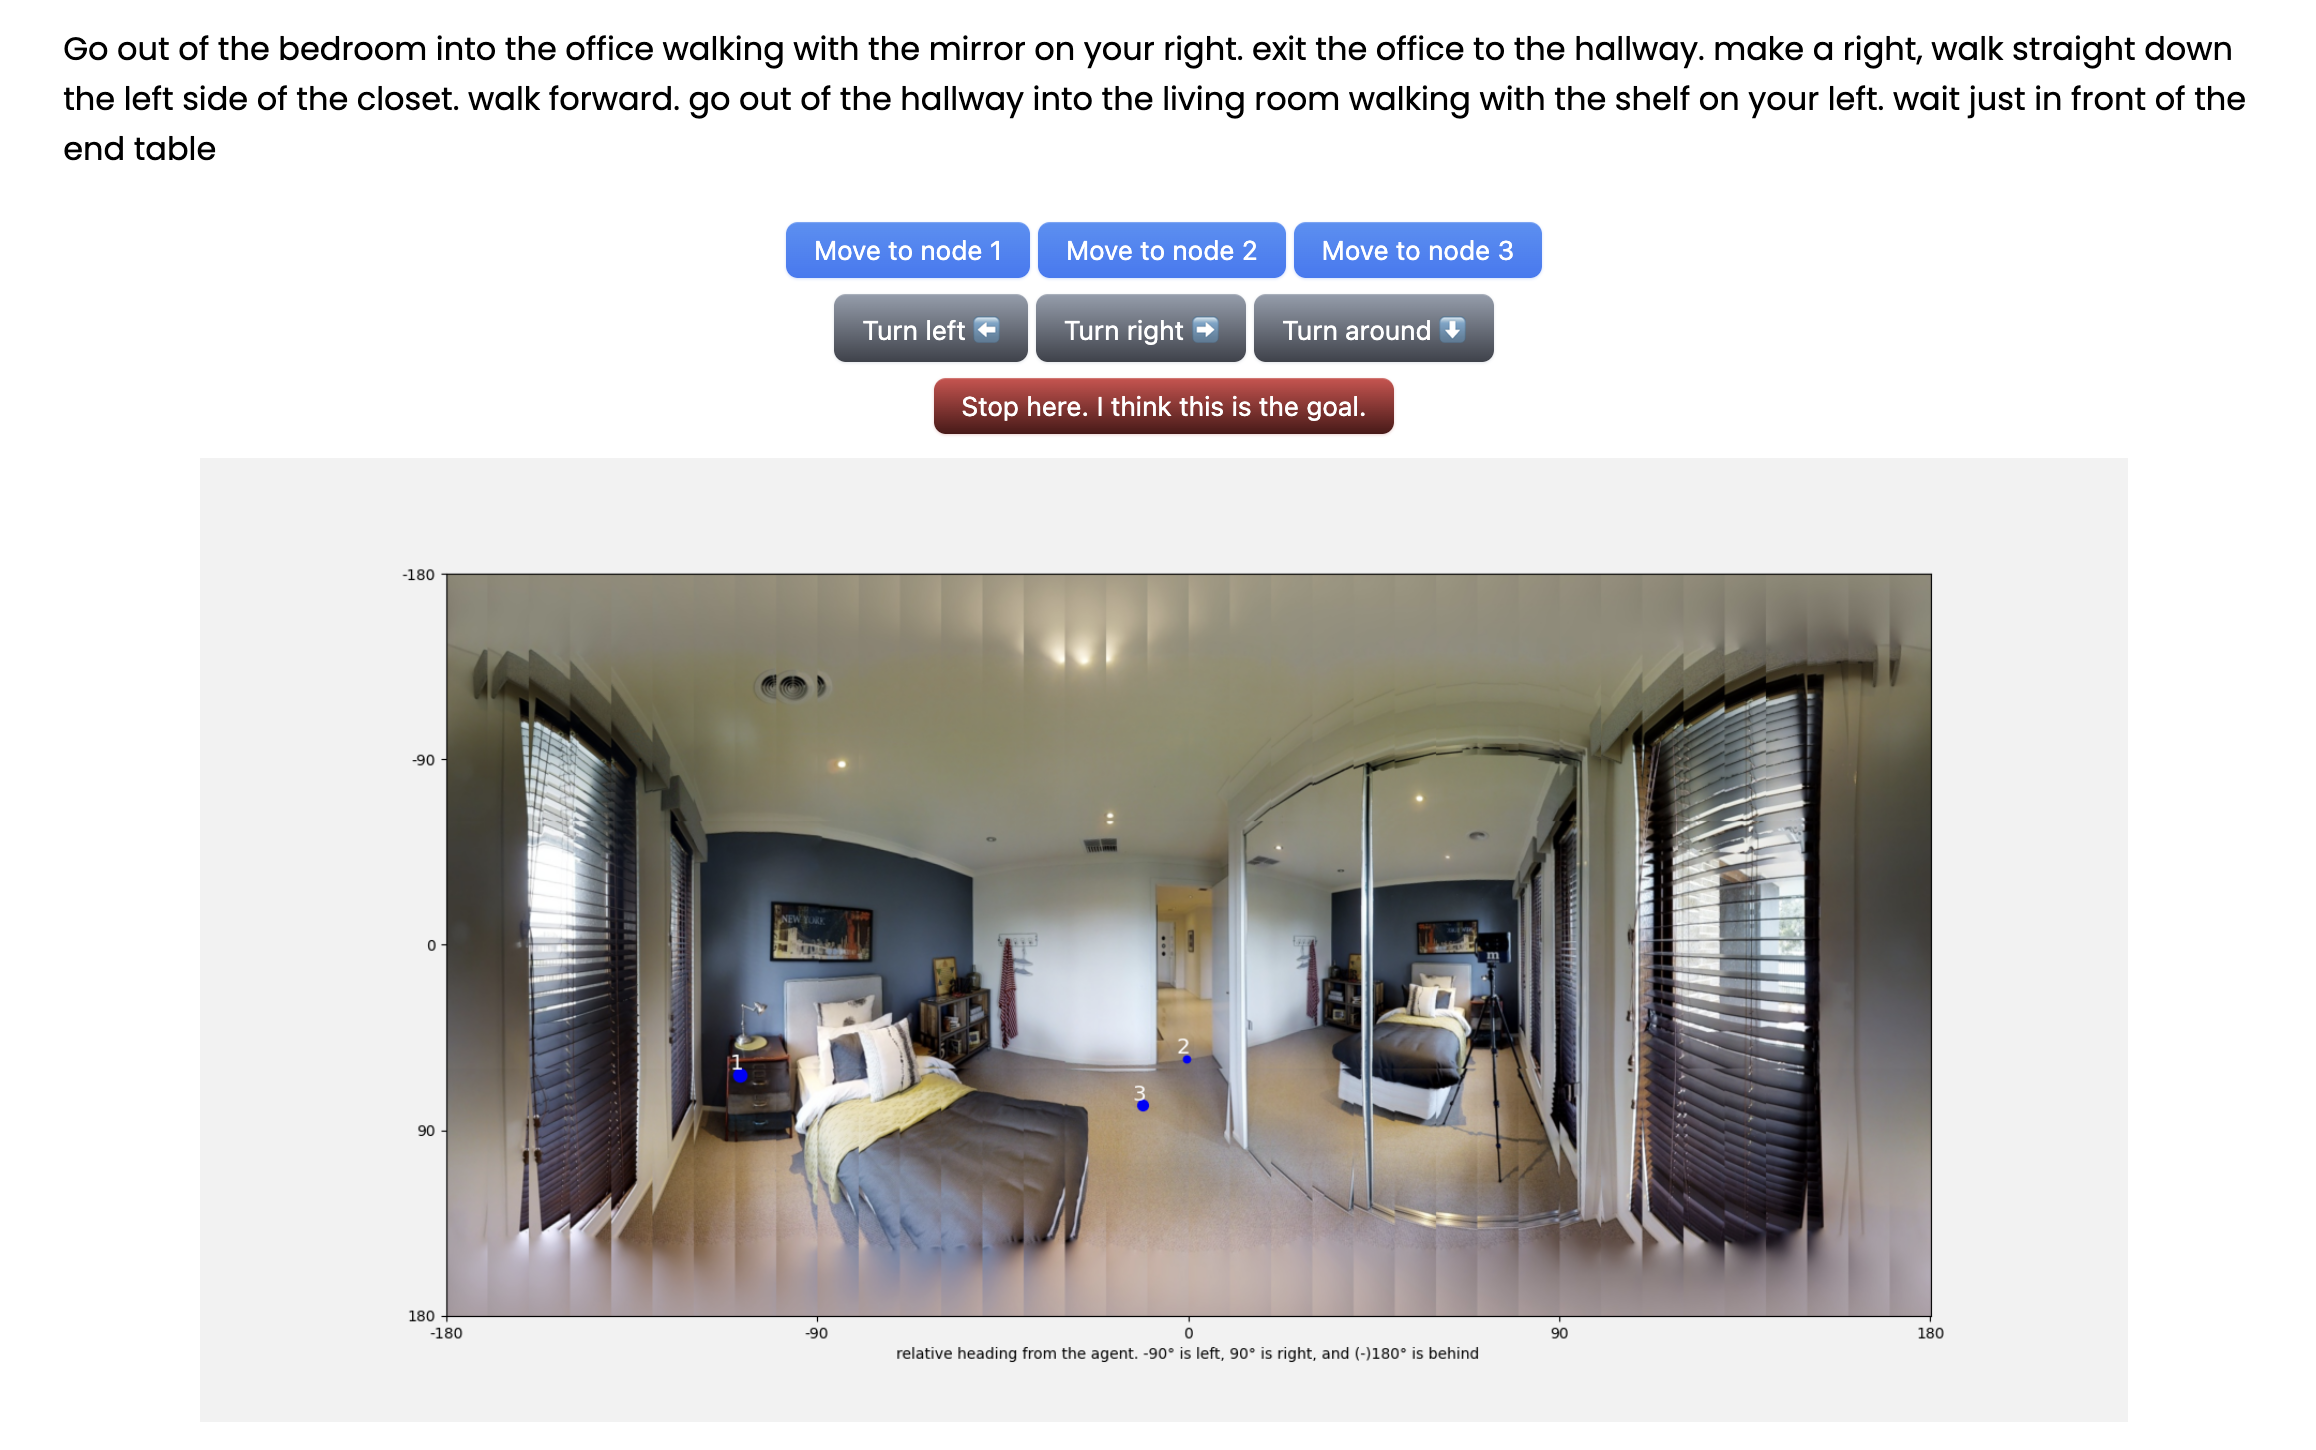 Go out of the bedroom into the office walking with the mirror on your right. exit the office to the hallway. make a right, walk straight down
the left side of the closet. walk forward. go out of the hallway into the living room walking with the shelf on your left. wait just in front of the
end table
Move to node 1
Move to node 2
Move to node 3
Turn left ⬅️
Turn right ➡️
Turn around ⬇️
Stop here. I think this is the goal.
-180
-90
0
90
180
NEW YORK
m
1
2
3
-180
-90
0
90
180
relative heading from the agent. -90° is left, 90° is right, and (-)180° is behind